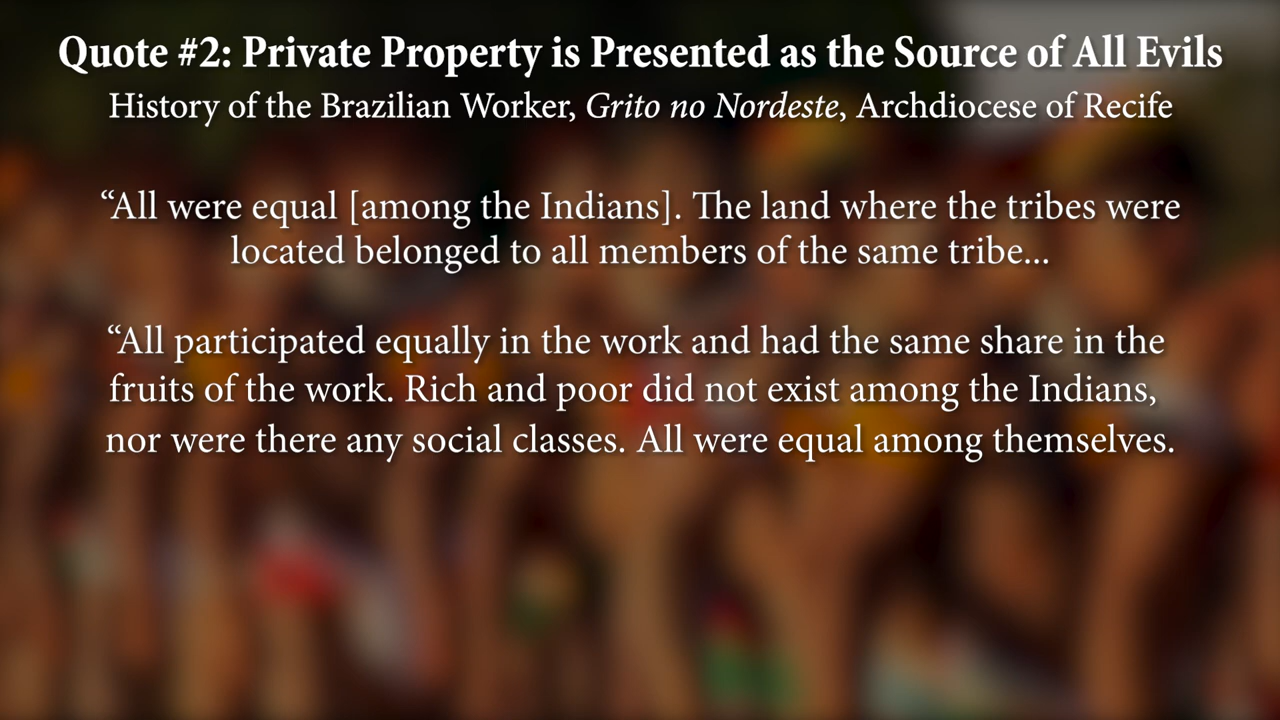 Quote #2: Private Property is Presented as the Source of All Evils
History of the Brazilian Worker, Grito no Nordeste, Archdiocese of Recife
“All were equal [among the Indians]. The land where the tribes were
located belonged to all members of the same tribe...
“All participated equally in the work and had the same share in the
fruits of the work. Rich and poor did not exist among the Indians,
nor were there any social classes. All were equal among themselves.